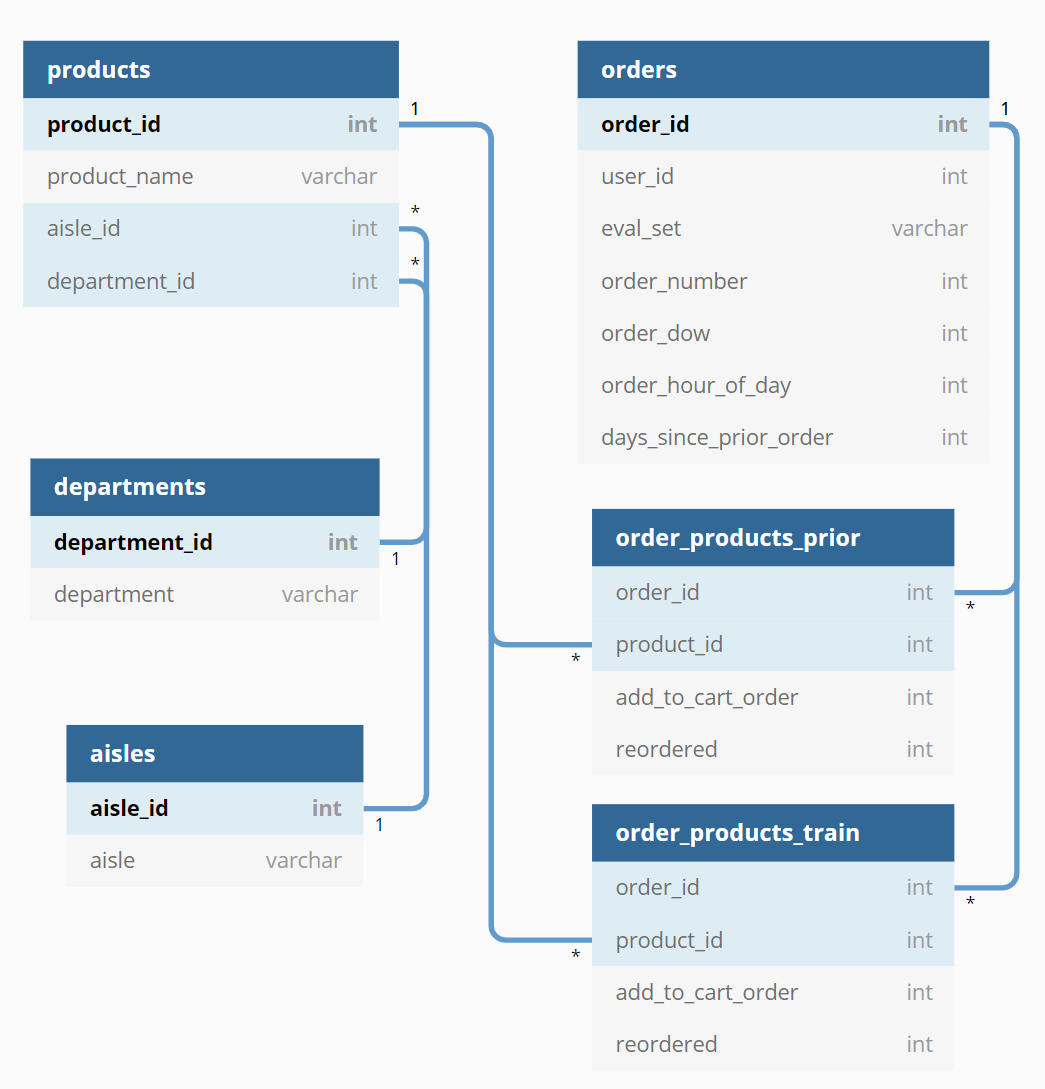 products
product_id int
product_name varchar
aisle_id int
department_id int
1
*
*
orders
order_id int
user_id int
eval_set varchar
order_number int
order_dow int
order_hour_of_day int
days_since_prior_order int
1
departments
department_id int
department varchar
1
order_products_prior
order_id int
product_id int
add_to_cart_order int
reordered int
*
*
aisles
aisle_id int
aisle varchar
1
order_products_train
order_id int
product_id int
add_to_cart_order int
reordered int
*
*